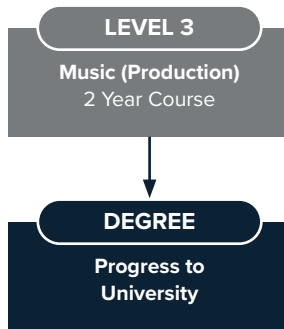 LEVEL 3
Music (Production)
2 Year Course
DEGREE
Progress to
University